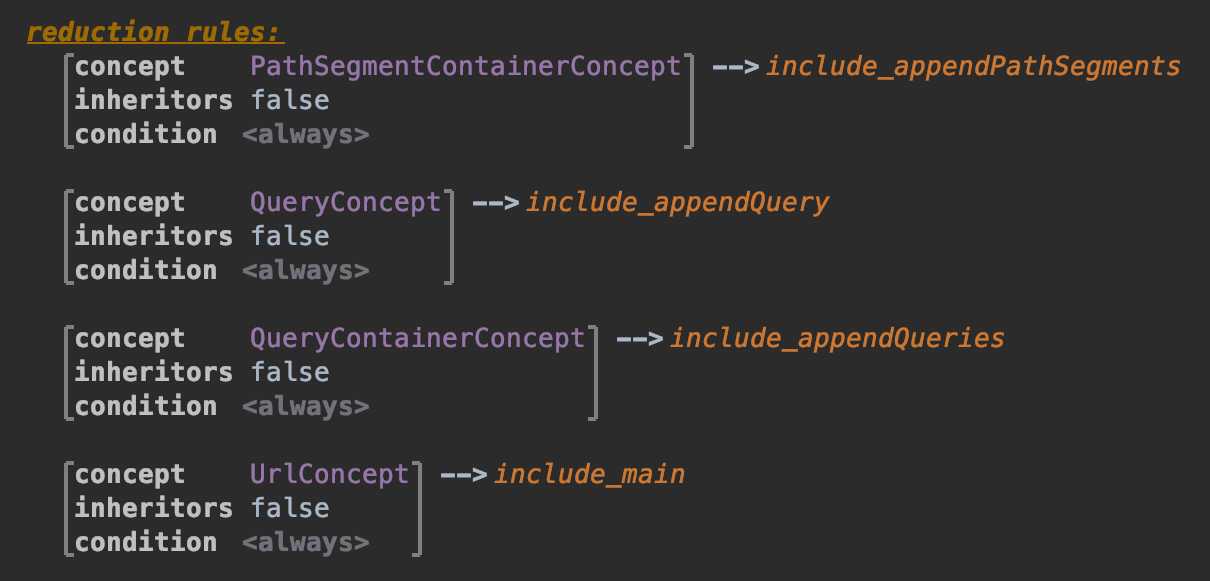 reduction rules:
concept PathSegmentContainerConcept --> include_appendPathSegments
inheritors false
condition <always>
concept QueryConcept --> include_appendQuery
inheritors false
condition <always>
concept QueryContainerConcept --> include_appendQueries
inheritors false
condition <always>
concept UrlConcept --> include_main
inheritors false
condition <always>